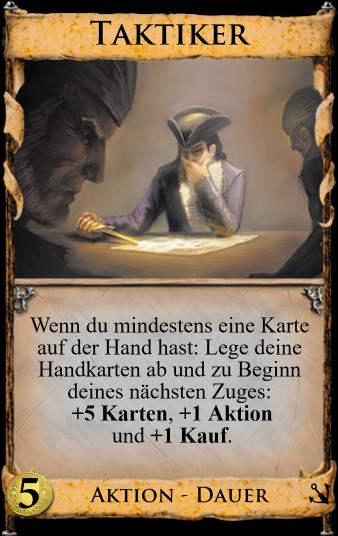 TAKTIKER
Wenn du mindestens eine Karte
auf der Hand hast: Lege deine
Handkarten ab und zu Beginn
deines nächsten Zuges:
+5 Karten, +1 Aktion
und +1 Kauf.
5
AKTION - DAUER